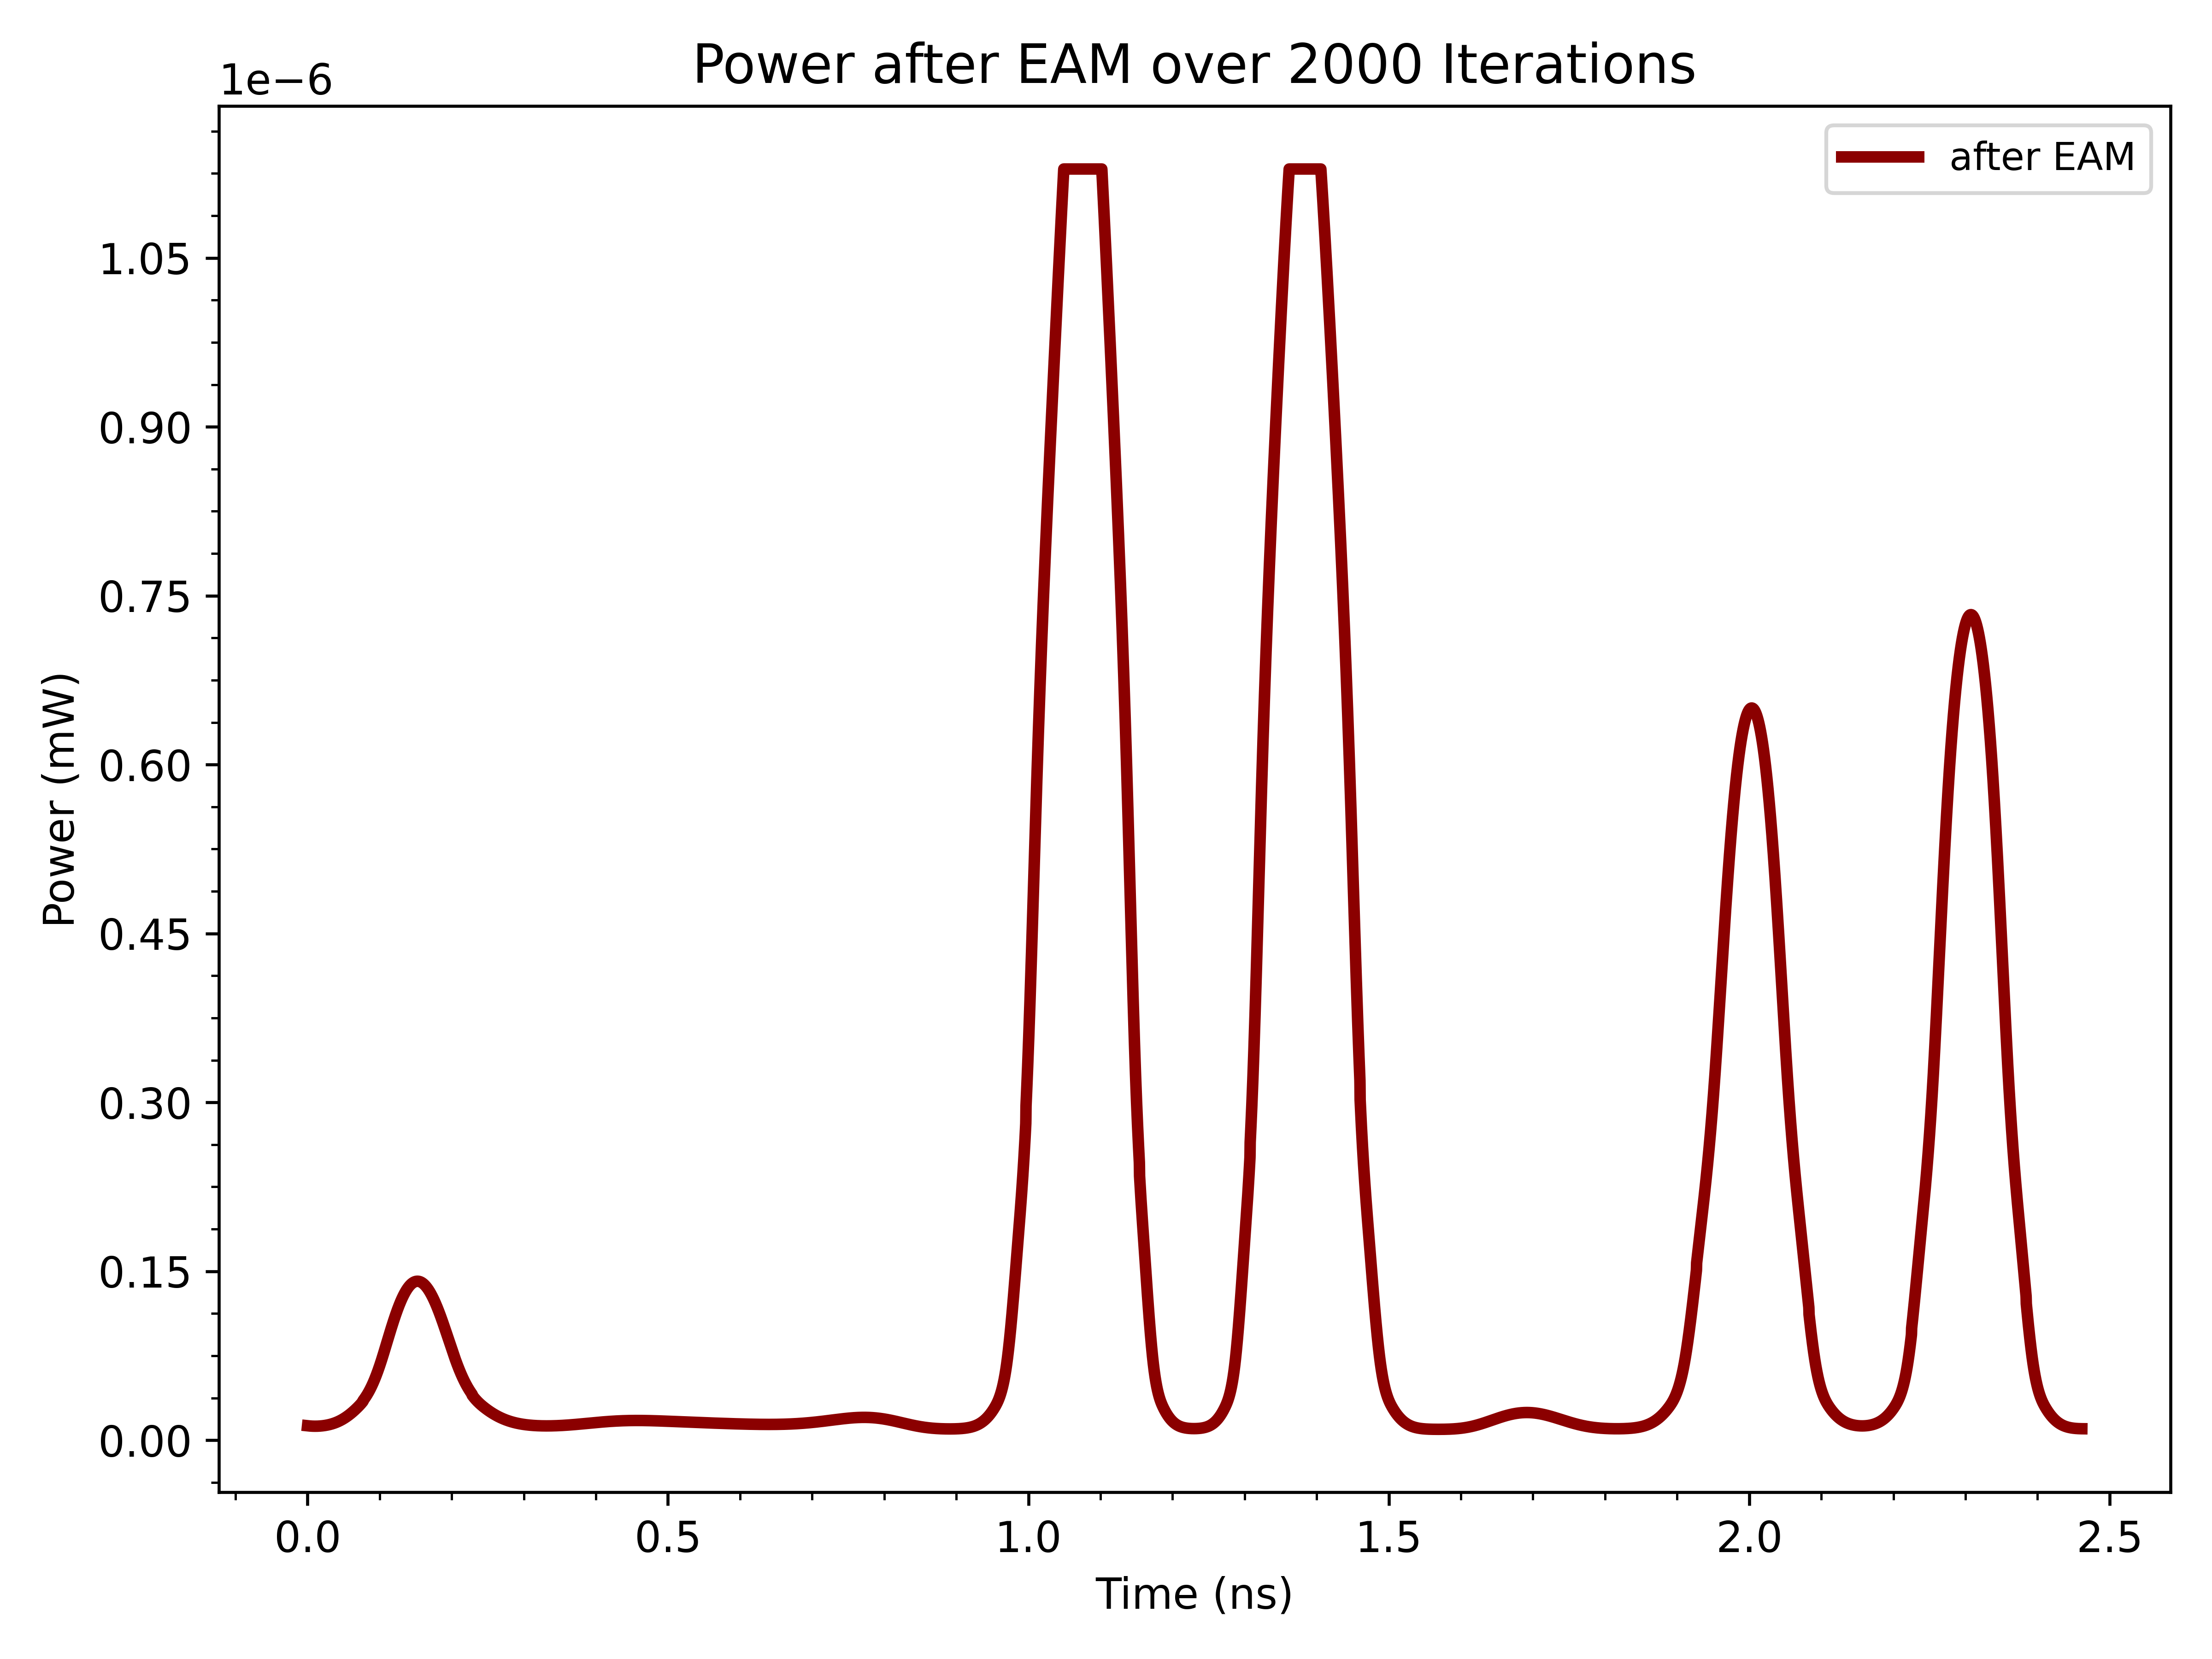 Power after EAM over 2000 Iterations
1e−6
after EAM
1.05
0.90
0.75
0.60
0.45
0.30
0.15
0.00
Power (mW)
0.0 0.5 1.0 1.5 2.0 2.5
Time (ns)